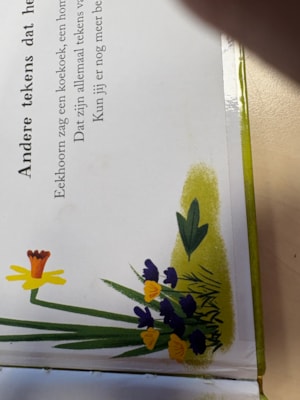 Andere tekens dat he
Eekhoorn zag een koekoek, een hom
Dat zijn allemaal tekens va
Kun jij er nog meer be